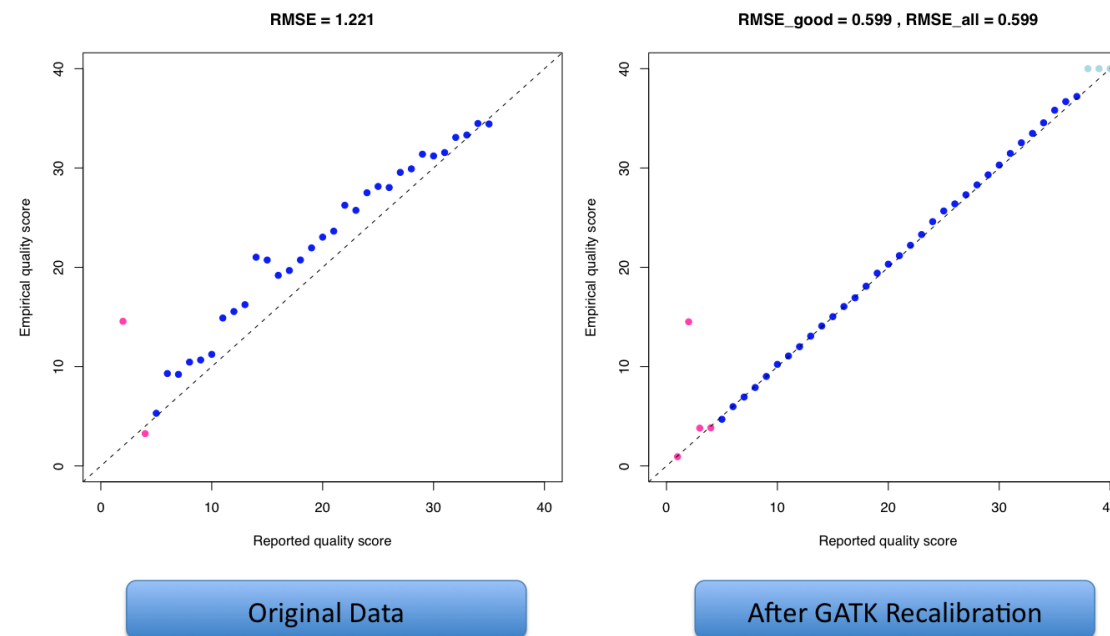 RMSE = 1.221
40
30
20
10
0
Empirical quality score
0 10 20 30 40
Reported quality score
Original Data
RMSE_good = 0.599 , RMSE_all = 0.599
40
30
20
10
0
Empirical quality score
0 10 20 30 4
Reported quality score
After GATK Recalibration